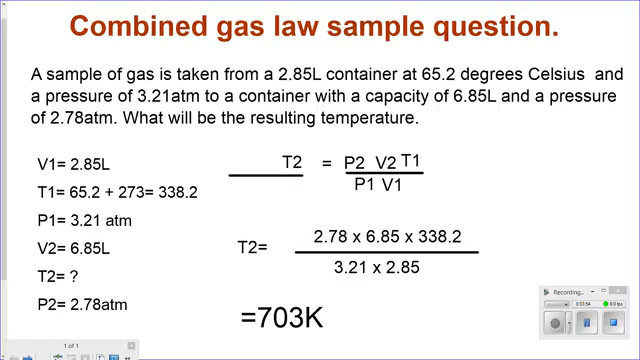 Combined gas law sample question.
A sample of gas is taken from a 2.85L container at 65.2 degrees Celsius and
a pressure of 3.21atm to a container with a capacity of 6.85L and a pressure
of 2.78atm. What will be the resulting temperature.
V1= 2.85L
T1= 65.2 + 273= 338.2
P1= 3.21 atm
V2= 6.85L
T2= ?
P2= 2.78atm
T2 = P2 V2 T1
P1 V1
T2= 2.78 x 6.85 x 338.2
3.21 x 2.85
=703K
Recording...
1 of 1